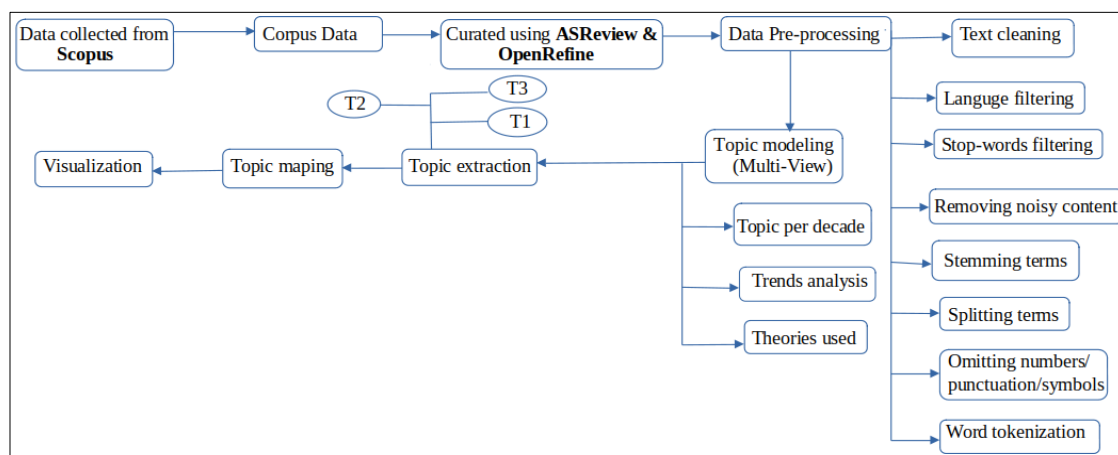 Data collected from
Scopus
Corpus Data
Curated using ASReview &
OpenRefine
Data Pre-processing
Text cleaning
Languge filtering
Stop-words filtering
Removing noisy content
Stemming terms
Splitting terms
Omitting numbers/
punctuation/symbols
Word tokenization
T3
T2
T1
Topic modeling
(Multi-View)
Topic extraction
Topic maping
Visualization
Topic per decade
Trends analysis
Theories used